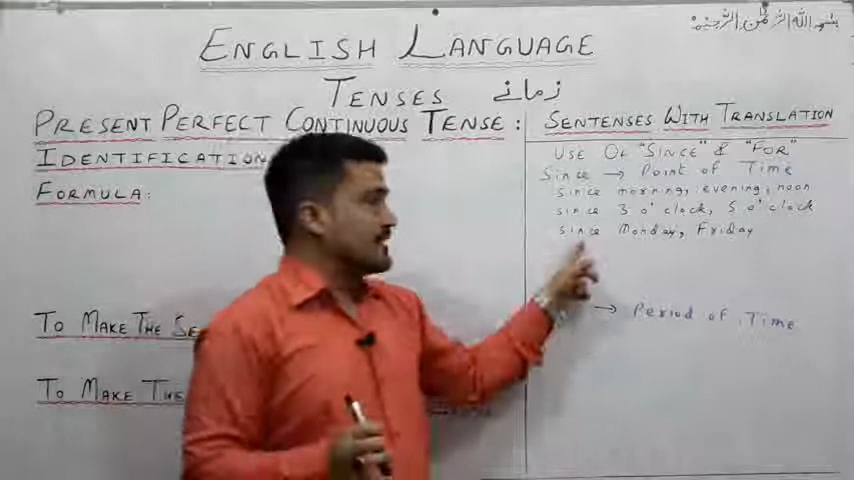 بسم الله الرحمن الرحیم
ENGLISH LANGUAGE
TENSES زمانے
PRESENT PERFECT CONTINUOUS TENSE:
IDENTIFICATION
FORMULA:
TO MAKE THE
TO MAKE THE
SENTENSES WITH TRANSLATION
USE OF "SINCE" & "FOR"
Since → Point of Time
since morning, evening, noon
since 3 o'clock, 5 o'clock
since Monday, Friday
→ Period of Time